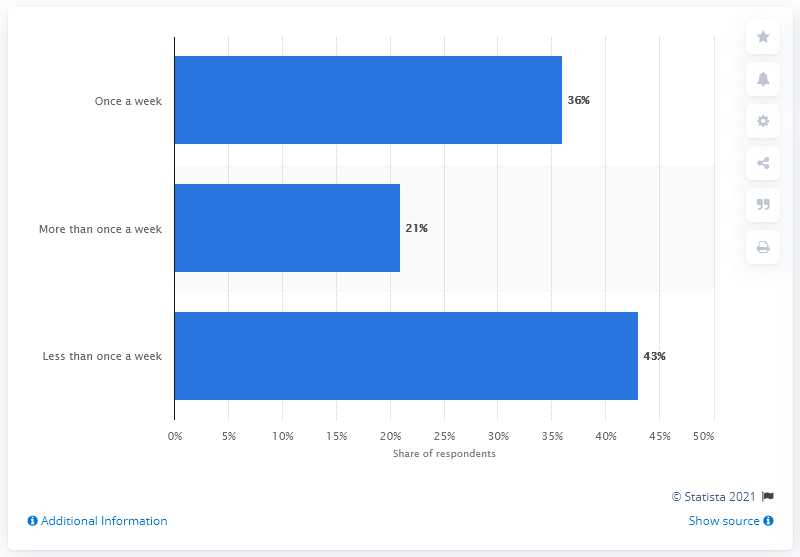 Once a week
36%
More than once a week
21%
Less than once a week
43%
0% 5% 10% 15% 20% 25% 30% 35% 40% 45% 50%
Share of respondents
© Statista 2021
Additional Information
Show source